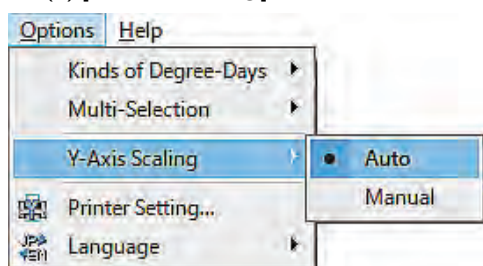 Options Help
Kinds of Degree-Days
Multi-Selection
Y-Axis Scaling
Auto
Manual
Printer Setting...
Language